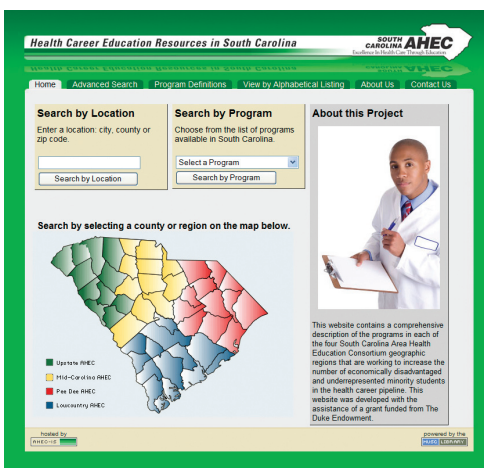 Health Career Education Resources in South Carolina
SOUTH
CAROLINA AHEC
Excellence In Health Care Through Education
Home
Advanced Search
Program Definitions
View by Alphabetical Listing
About Us
Contact Us
Search by Location
Enter a location: city, county or
zip code.
Search by Location
Search by Program
Choose from the list of programs
available in South Carolina.
Select a Program
Search by Program
Search by selecting a county or region on the map below.
Upstate AHEC
Mid-Carolina AHEC
Pee Dee AHEC
Lowcountry AHEC
About this Project
This website contains a comprehensive
description of the programs in each of
the four South Carolina Area Health
Education Consortium geographic
regions that are working to increase the
number of economically disadvantaged
and underrepresented minority students
in the health career pipeline. This
website was developed with the
assistance of a grant funded from The
Duke Endowment.
hosted by
AHEC-IS
powered by the
MUSC LIBRARY